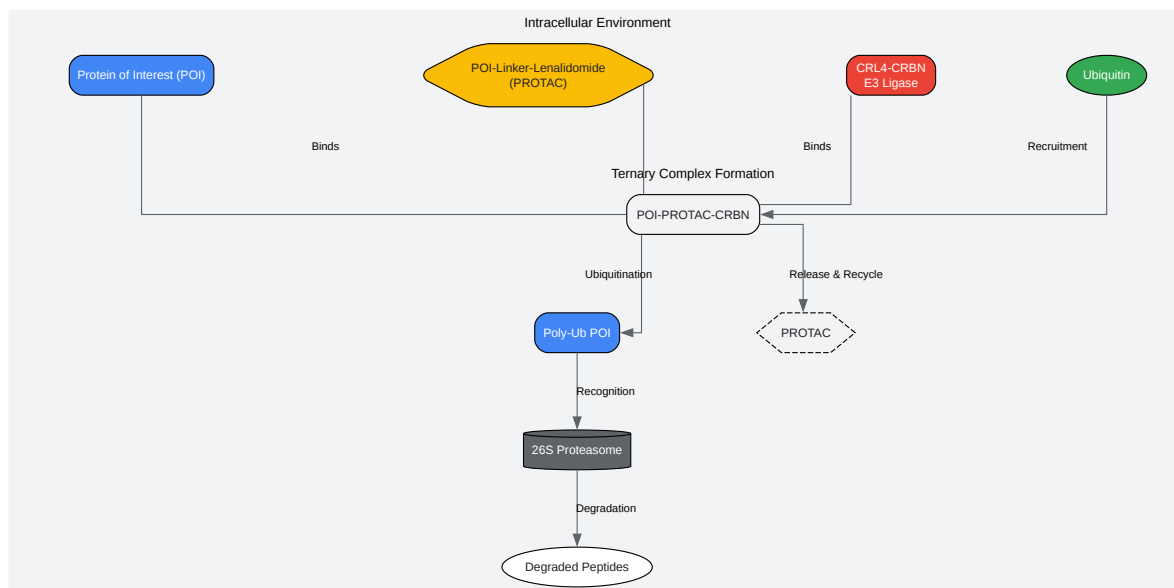 Intracellular Environment
Protein of Interest (POI)
POI-Linker-Lenalidomide
(PROTAC)
CRL4-CRBN
E3 Ligase
Ubiquitin
Binds
Binds
Recruitment
Ternary Complex Formation
POI-PROTAC-CRBN
Ubiquitination
Release & Recycle
Poly-Ub POI
PROTAC
Recognition
26S Proteasome
Degradation
Degraded Peptides